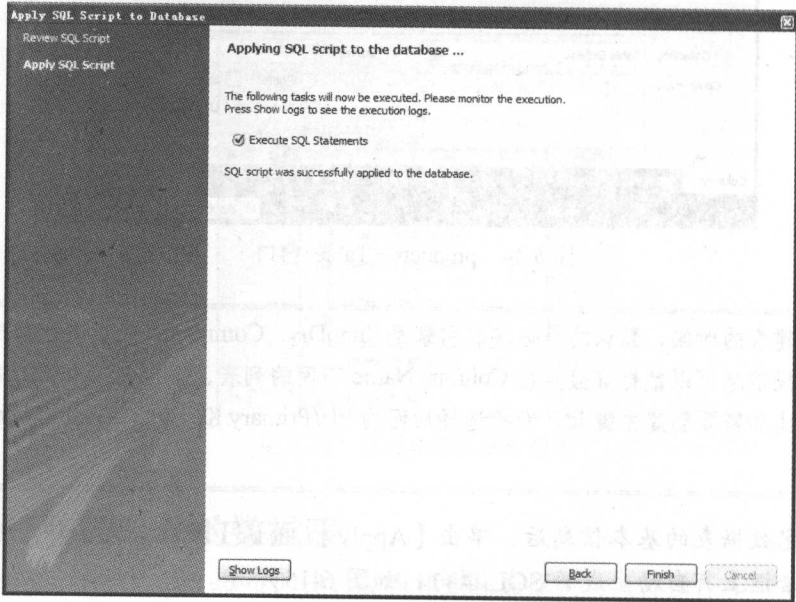 Apply SQL Script to Database
Review SQL Script
Apply SQL Script
Applying SQL script to the database ...
The following tasks will now be executed. Please monitor the execution.
Press Show Logs to see the execution logs.
Execute SQL Statements
SQL script was successfully applied to the database.
Show Logs
Back
Finish
Cancel